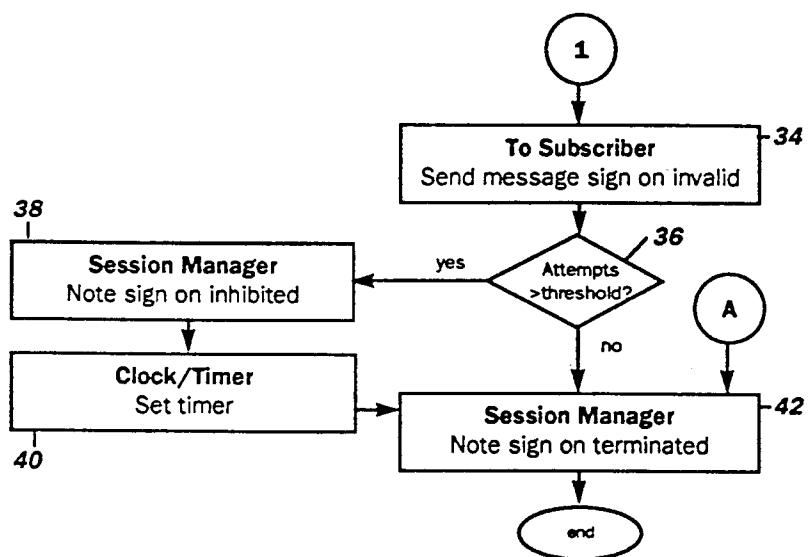 1
To Subscriber
Send message sign on invalid
34
36
Attempts
>threshold?
yes
no
38
Session Manager
Note sign on inhibited
A
Clock/Timer
Set timer
40
Session Manager
Note sign on terminated
42
end